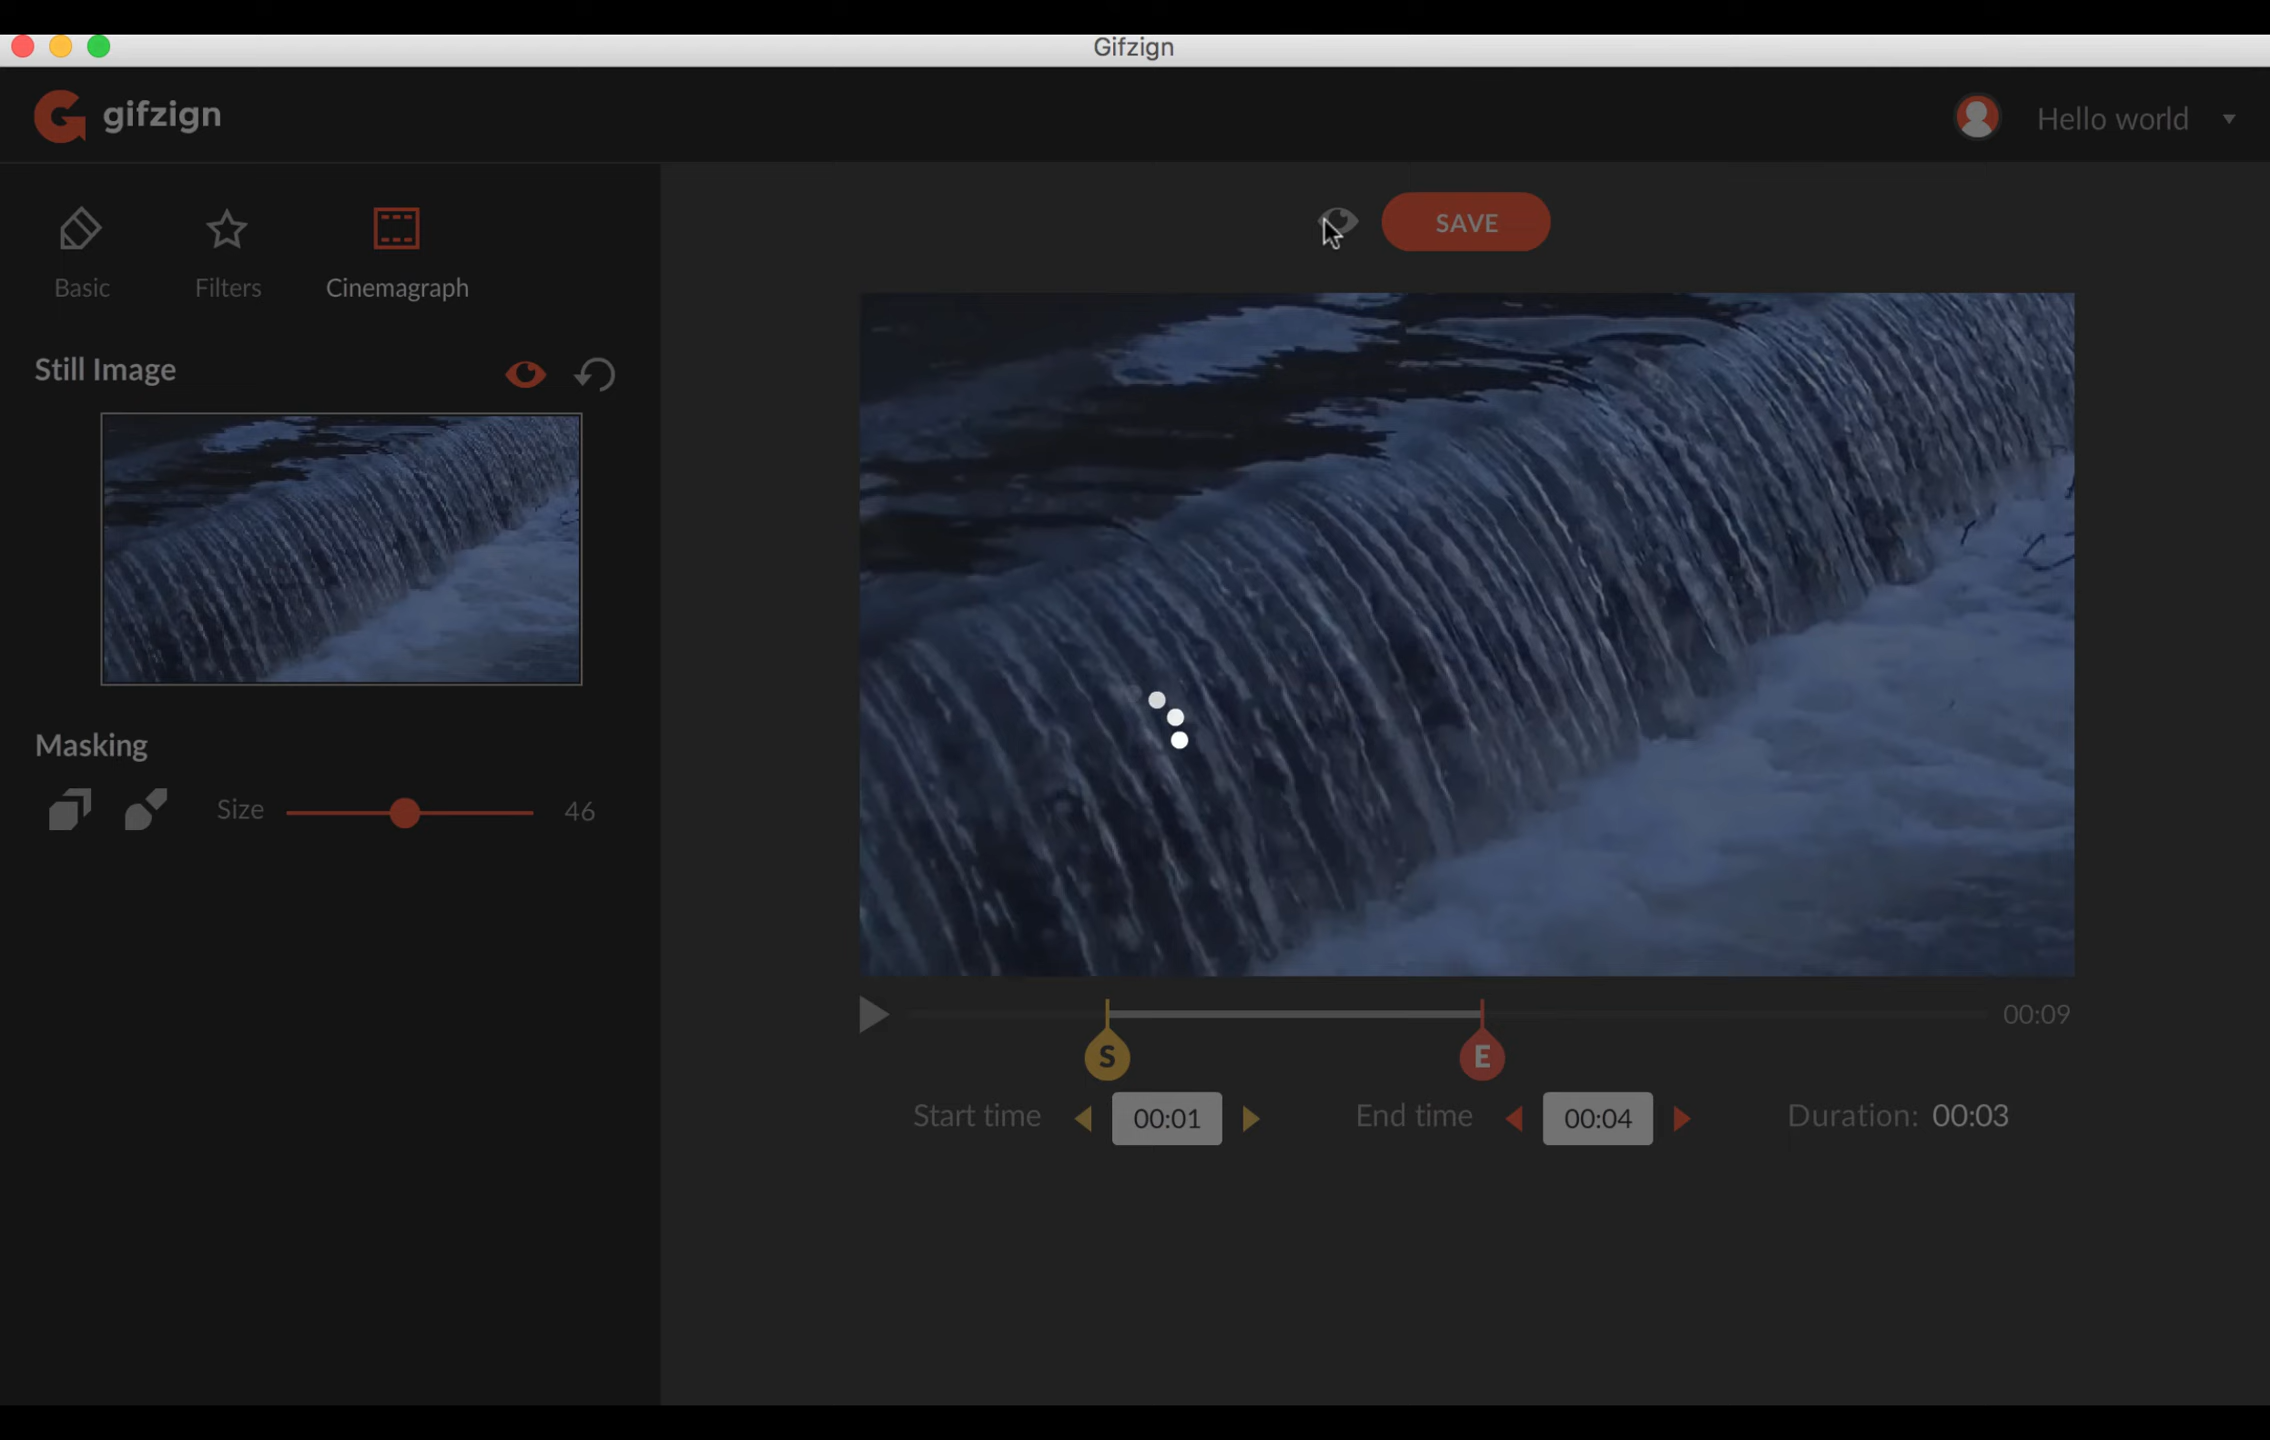 Gifzign
gifzign
Hello world
Basic
Filters
Cinemagraph
SAVE
Still Image
Masking
Size
46
00:09
S
E
Start time
00:01
End time
00:04
Duration: 00:03